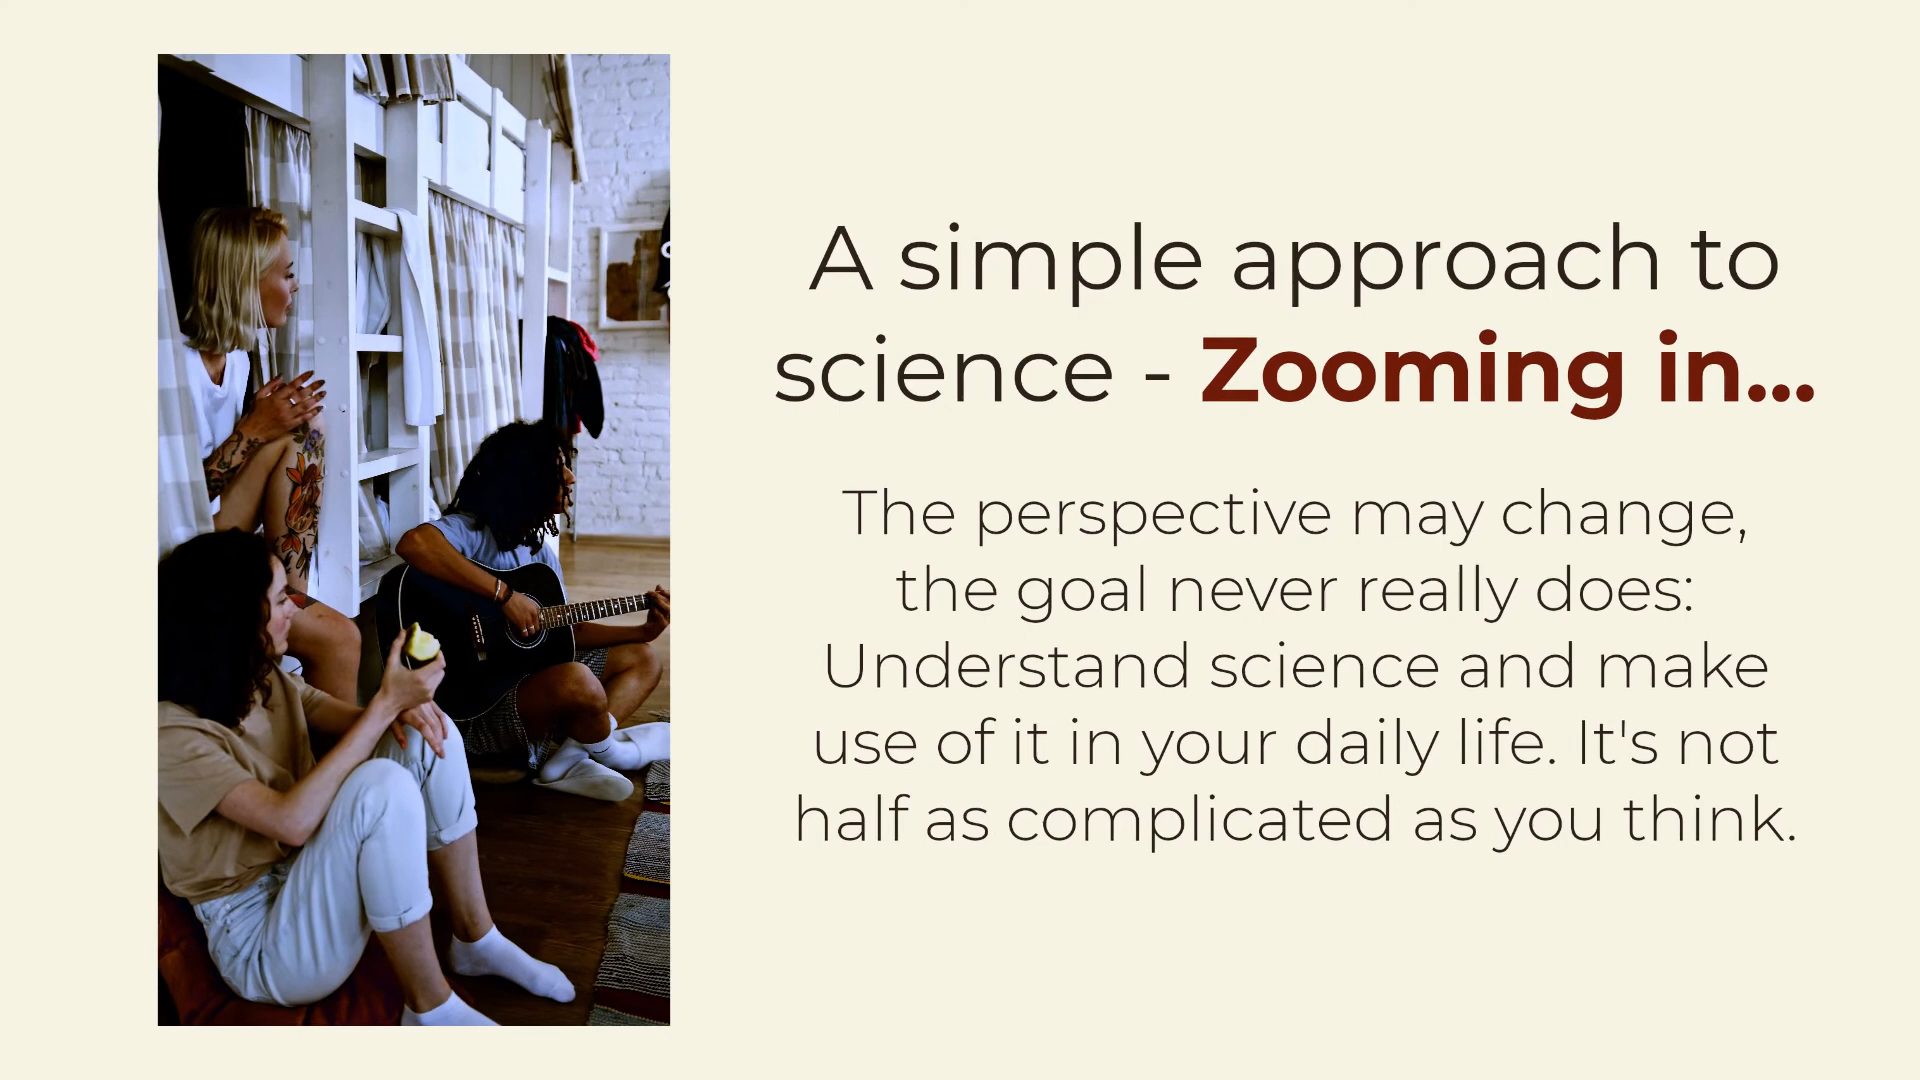 A simple approach to
science - Zooming in...
The perspective may change,
the goal never really does:
Understand science and make
use of it in your daily life. It's not
half as complicated as you think.